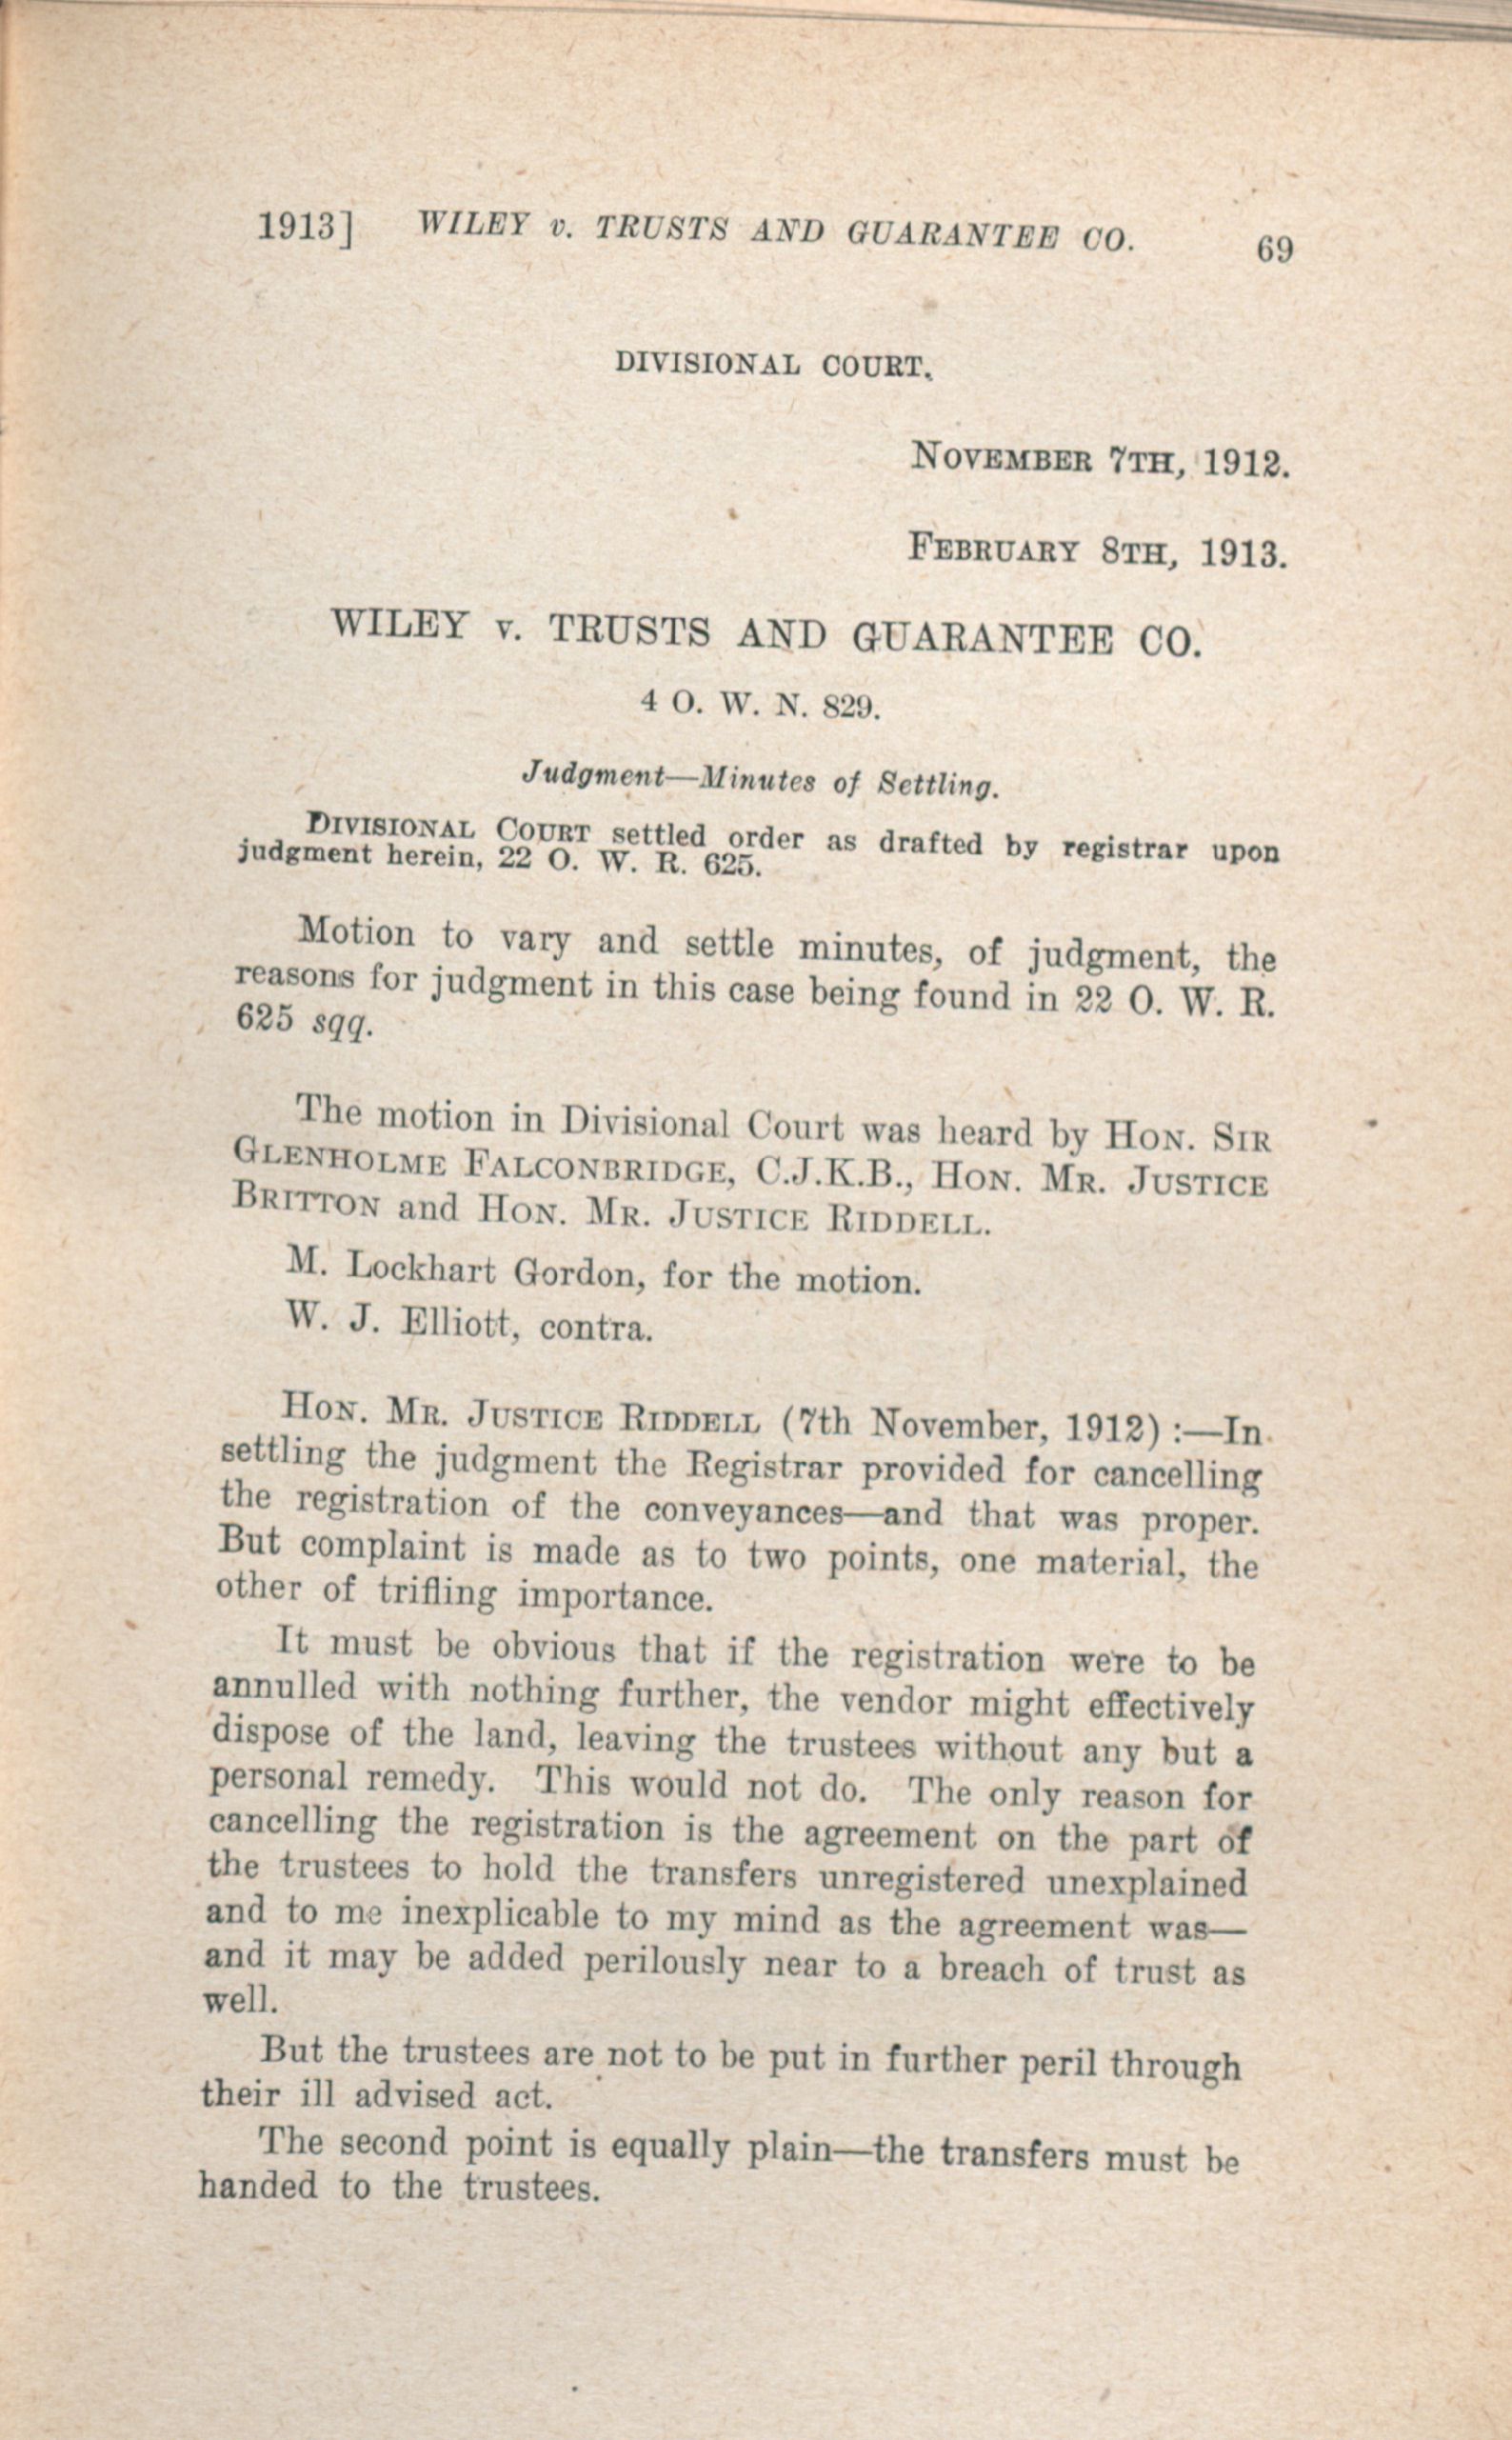 1913] WILEY v. TRUSTS AND GUARANTEE CO. 69
DIVISIONAL COURT.
NOVEMBER 7TH, 1912.
FEBRUARY 8TH, 1913.
WILEY v. TRUSTS AND GUARANTEE CO.
4 O. W. N. 829.
Judgment—Minutes of Settling.
DIVISIONAL COURT settled order as drafted by registrar upon
judgment herein, 22 O. W. R. 625.
Motion to vary and settle minutes, of judgment, the
reasons for judgment in this case being found in 22 O. W. R.
625 sqq.
The motion in Divisional Court was heard by HON. SIR
GLENHOLME FALCONBRIDGE, C.J.K.B., HON. MR. JUSTICE
BRITTON and HON. MR. JUSTICE RIDDELL.
M. Lockhart Gordon, for the motion.
W. J. Elliott, contra.
HON. MR. JUSTICE RIDDELL (7th November, 1912) :—In
settling the judgment the Registrar provided for cancelling
the registration of the conveyances—and that was proper.
But complaint is made as to two points, one material, the
other of trifling importance.
It must be obvious that if the registration were to be
annulled with nothing further, the vendor might effectively
dispose of the land, leaving the trustees without any but a
personal remedy. This would not do. The only reason for
cancelling the registration is the agreement on the part of
the trustees to hold the transfers unregistered unexplained
and to me inexplicable to my mind as the agreement was—
and it may be added perilously near to a breach of trust as
well.
But the trustees are not to be put in further peril through
their ill advised act.
The second point is equally plain—the transfers must be
handed to the trustees.